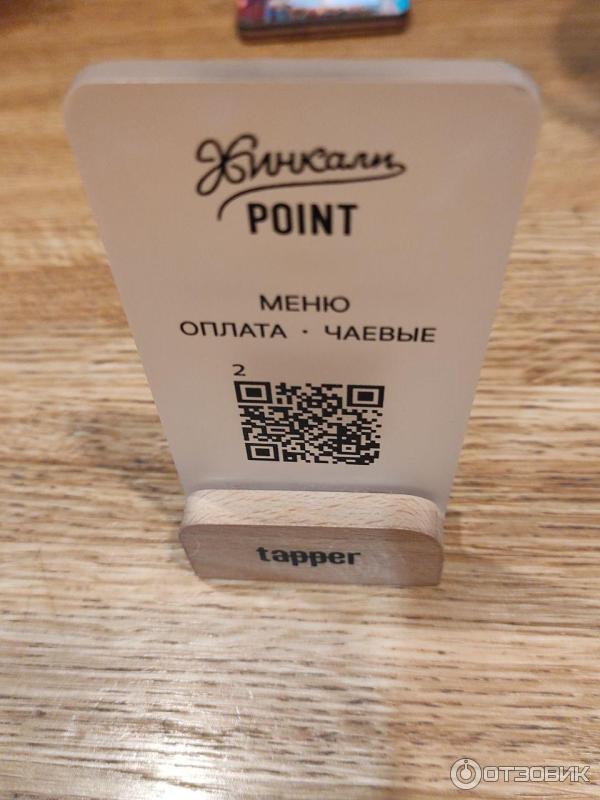 Хинкали
POINT
МЕНЮ
ОПЛАТА · ЧАЕВЫЕ
2
tapper
ОТЗОВИК